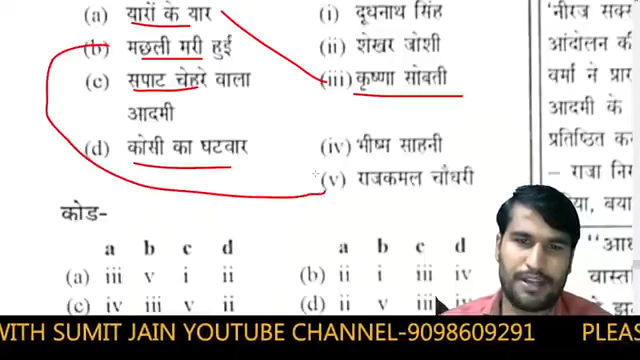 (a) यारों के यार (i) दूधनाथ सिंह
(b) मछली मरी हुई (ii) शेखर जोशी
(c) सपाट चेहरे वाला (iii) कृष्णा सोबती
आदमी
(d) कोसी का घटवार (iv) भीष्म साहनी
(v) राजकमल चौधरी
कोड-
a b c d a b c d
(a) iii v i ii (b) ii i iii iv
(c) iv iii v ii (d) ii v iii
'नीरज
आंदोलन की
वर्मा ने
आदमी के
प्रतिष्ठित
– राजा
"आध
वास्त
WITH SUMIT JAIN YOUTUBE CHANNEL-9098609291 PLEAS